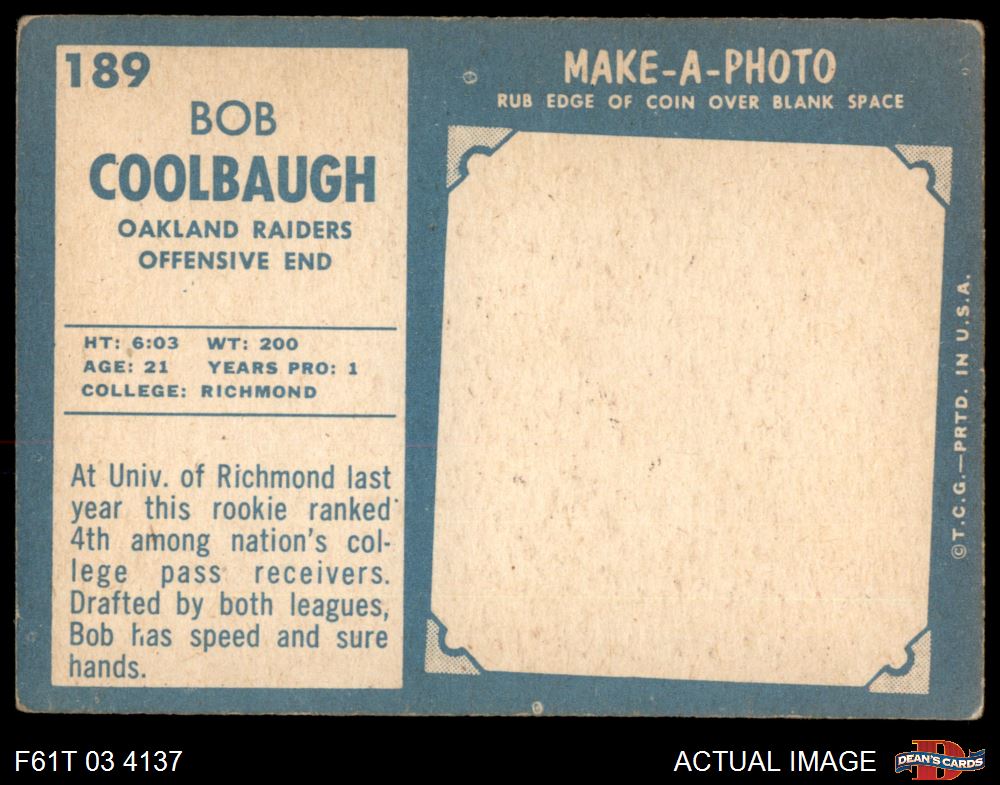 189
BOB
COOLBAUGH
OAKLAND RAIDERS
OFFENSIVE END
HT: 6:03 WT: 200
AGE: 21 YEARS PRO: 1
COLLEGE: RICHMOND
At Univ. of Richmond last
year this rookie ranked
4th among nation's col-
lege pass receivers.
Drafted by both leagues,
Bob has speed and sure
hands.
MAKE-A-PHOTO
RUB EDGE OF COIN OVER BLANK SPACE
©T.C.G.—PRTD. IN U.S.A.
F61T 03 4137
ACTUAL IMAGE
D
DEAN'S CARDS